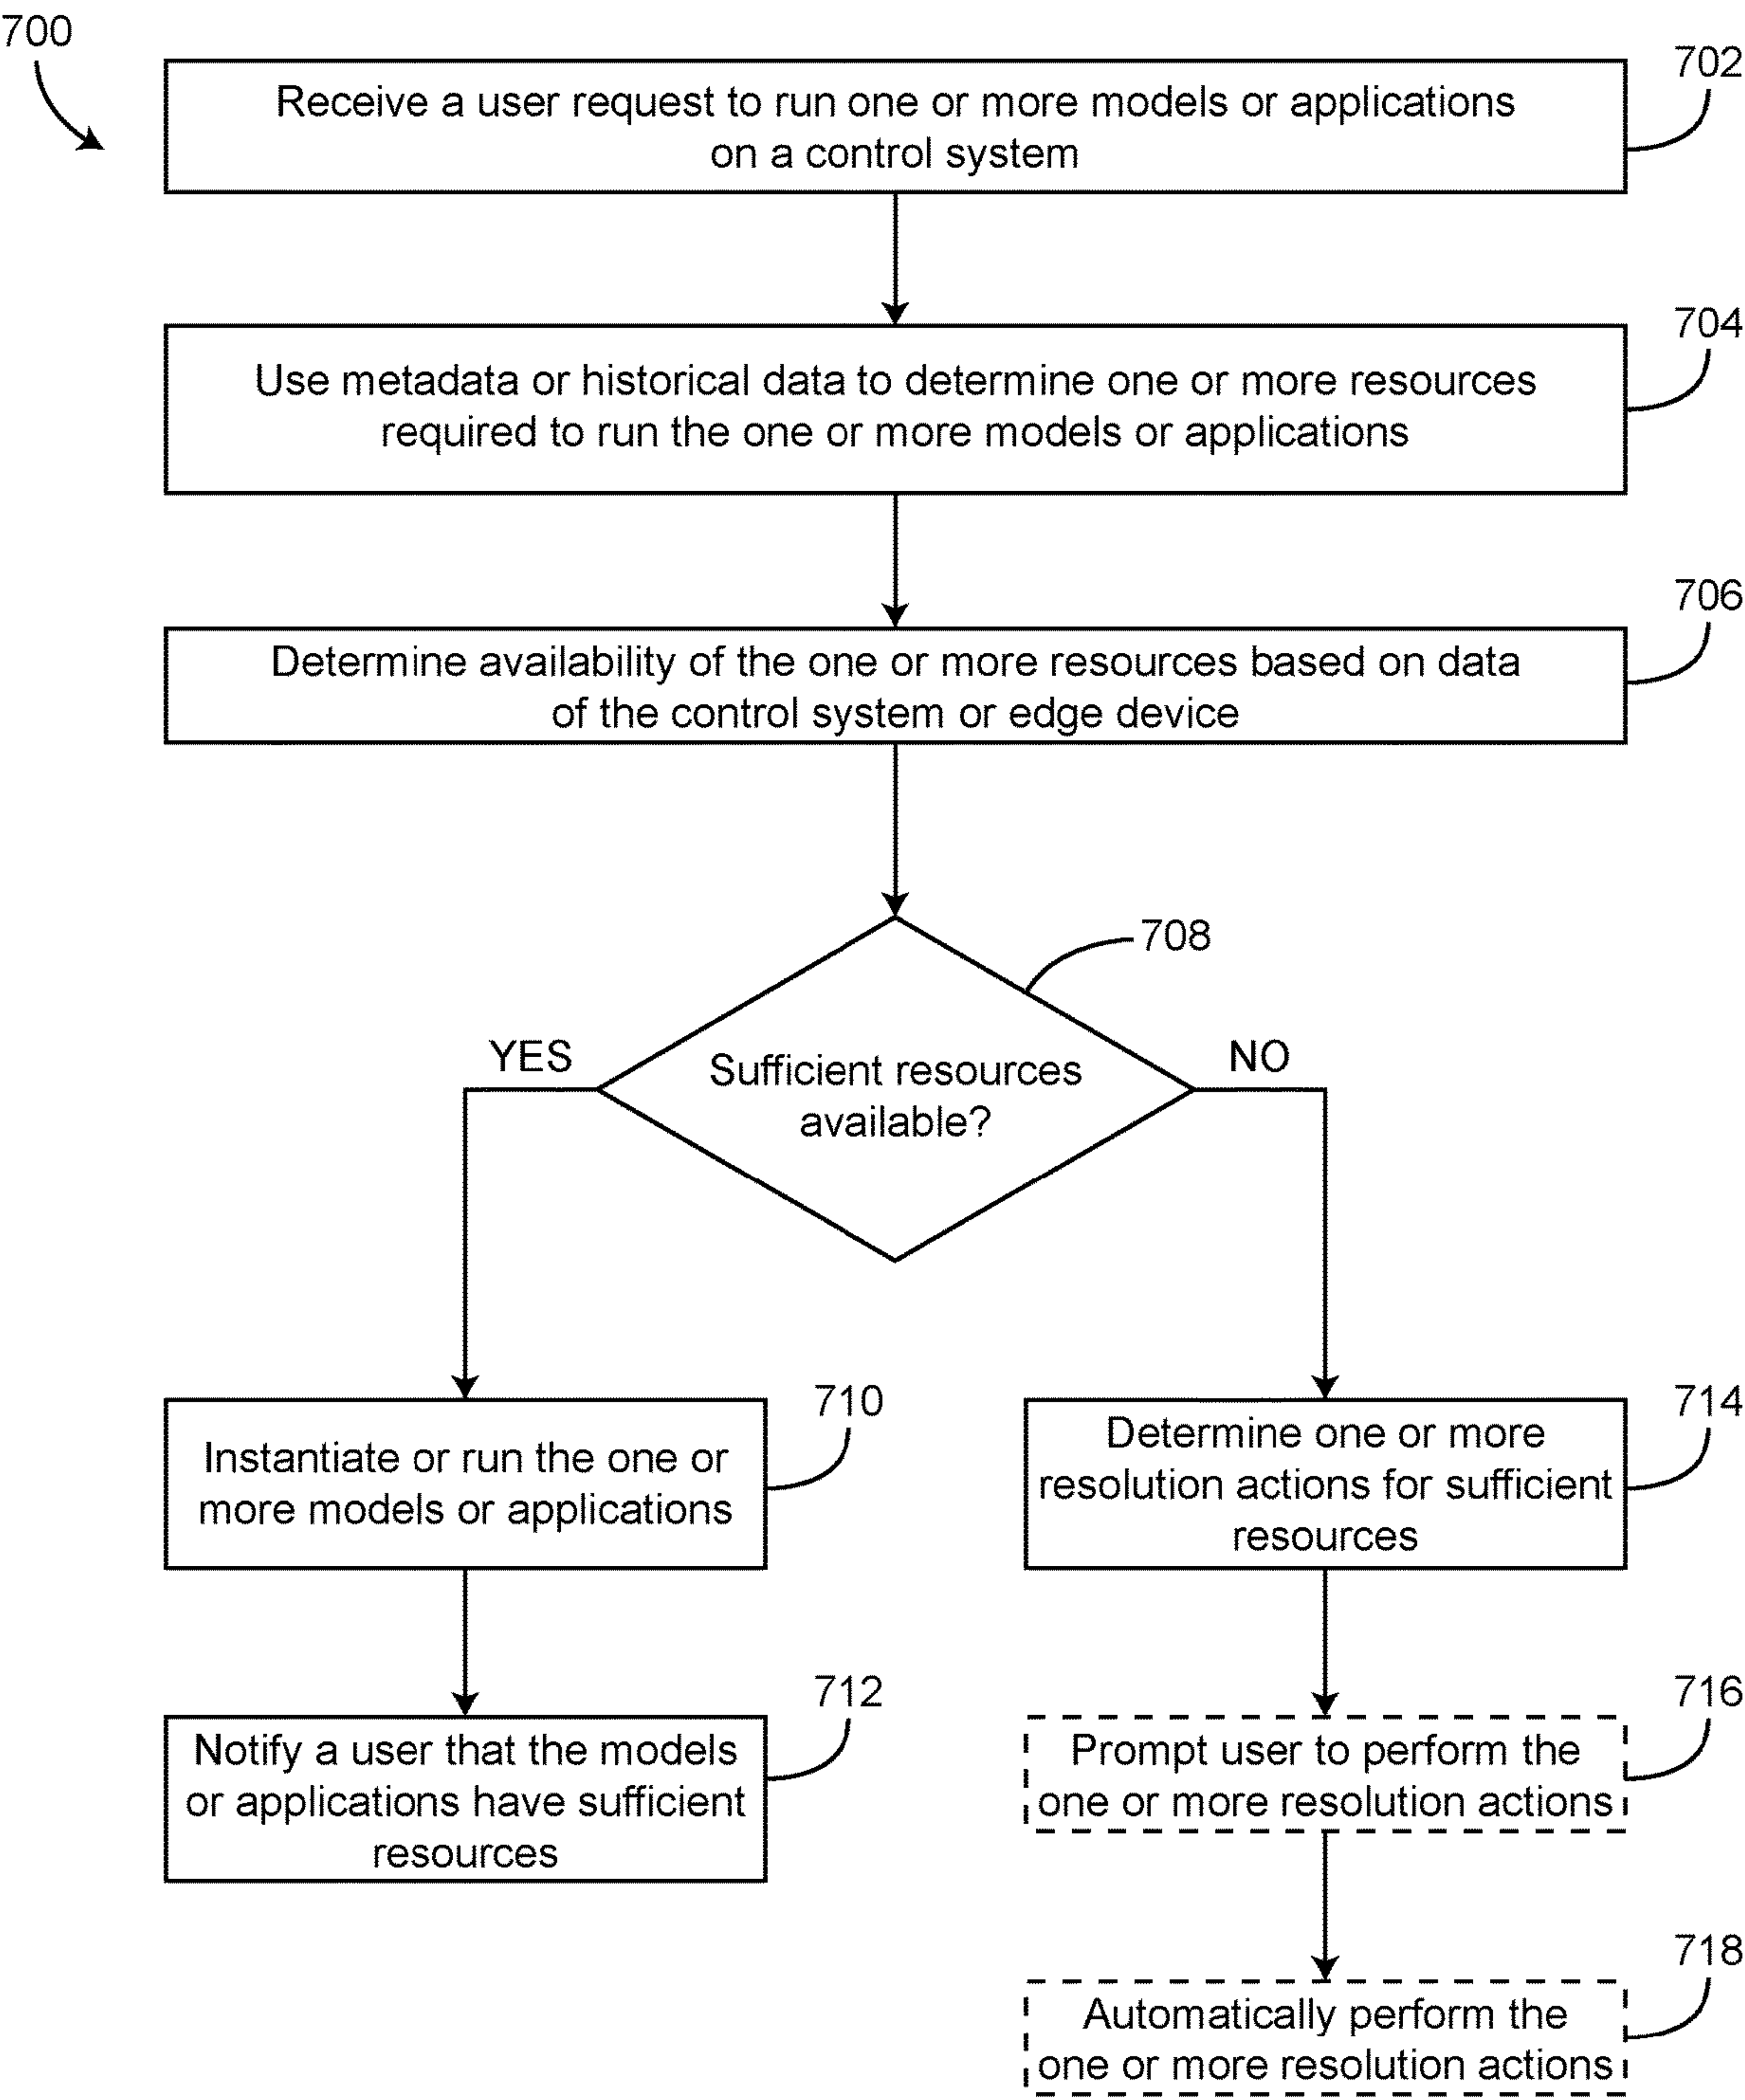 700
702
Receive a user request to run one or more models or applications
on a control system
704
Use metadata or historical data to determine one or more resources
required to run the one or more models or applications
706
Determine availability of the one or more resources based on data
of the control system or edge device
708
YES
NO
Sufficient resources
available?
710
Instantiate or run the one or
more models or applications
712
Notify a user that the models
or applications have sufficient
resources
714
Determine one or more
resolution actions for sufficient
resources
716
Prompt user to perform the
one or more resolution actions
718
Automatically perform the
one or more resolution actions